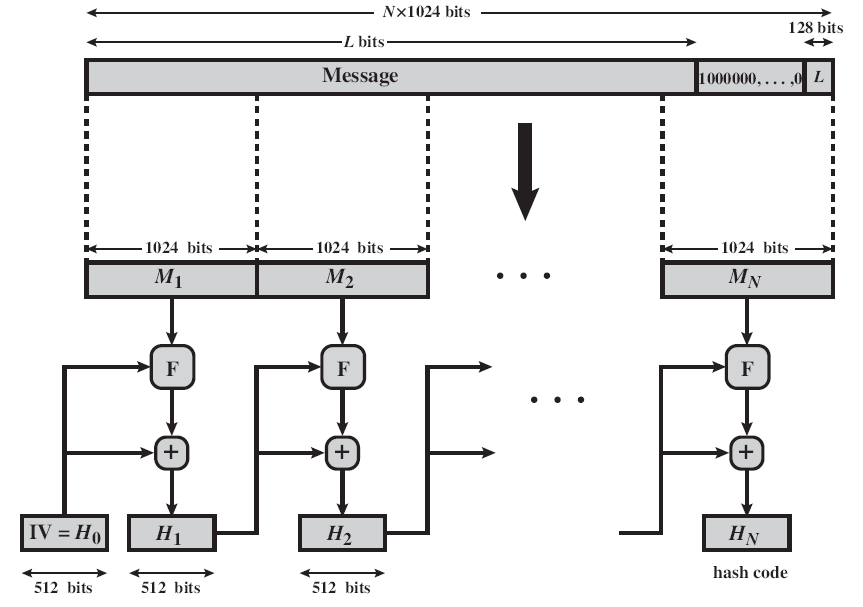 N×1024 bits
128 bits
L bits
Message
1000000, . . . ,0
L
1024 bits
1024 bits
1024 bits
M1
M2
. . .
MN
F
F
F
. . .
+
+
+
IV = H0
H1
H2
HN
hash code
512 bits
512 bits
512 bits